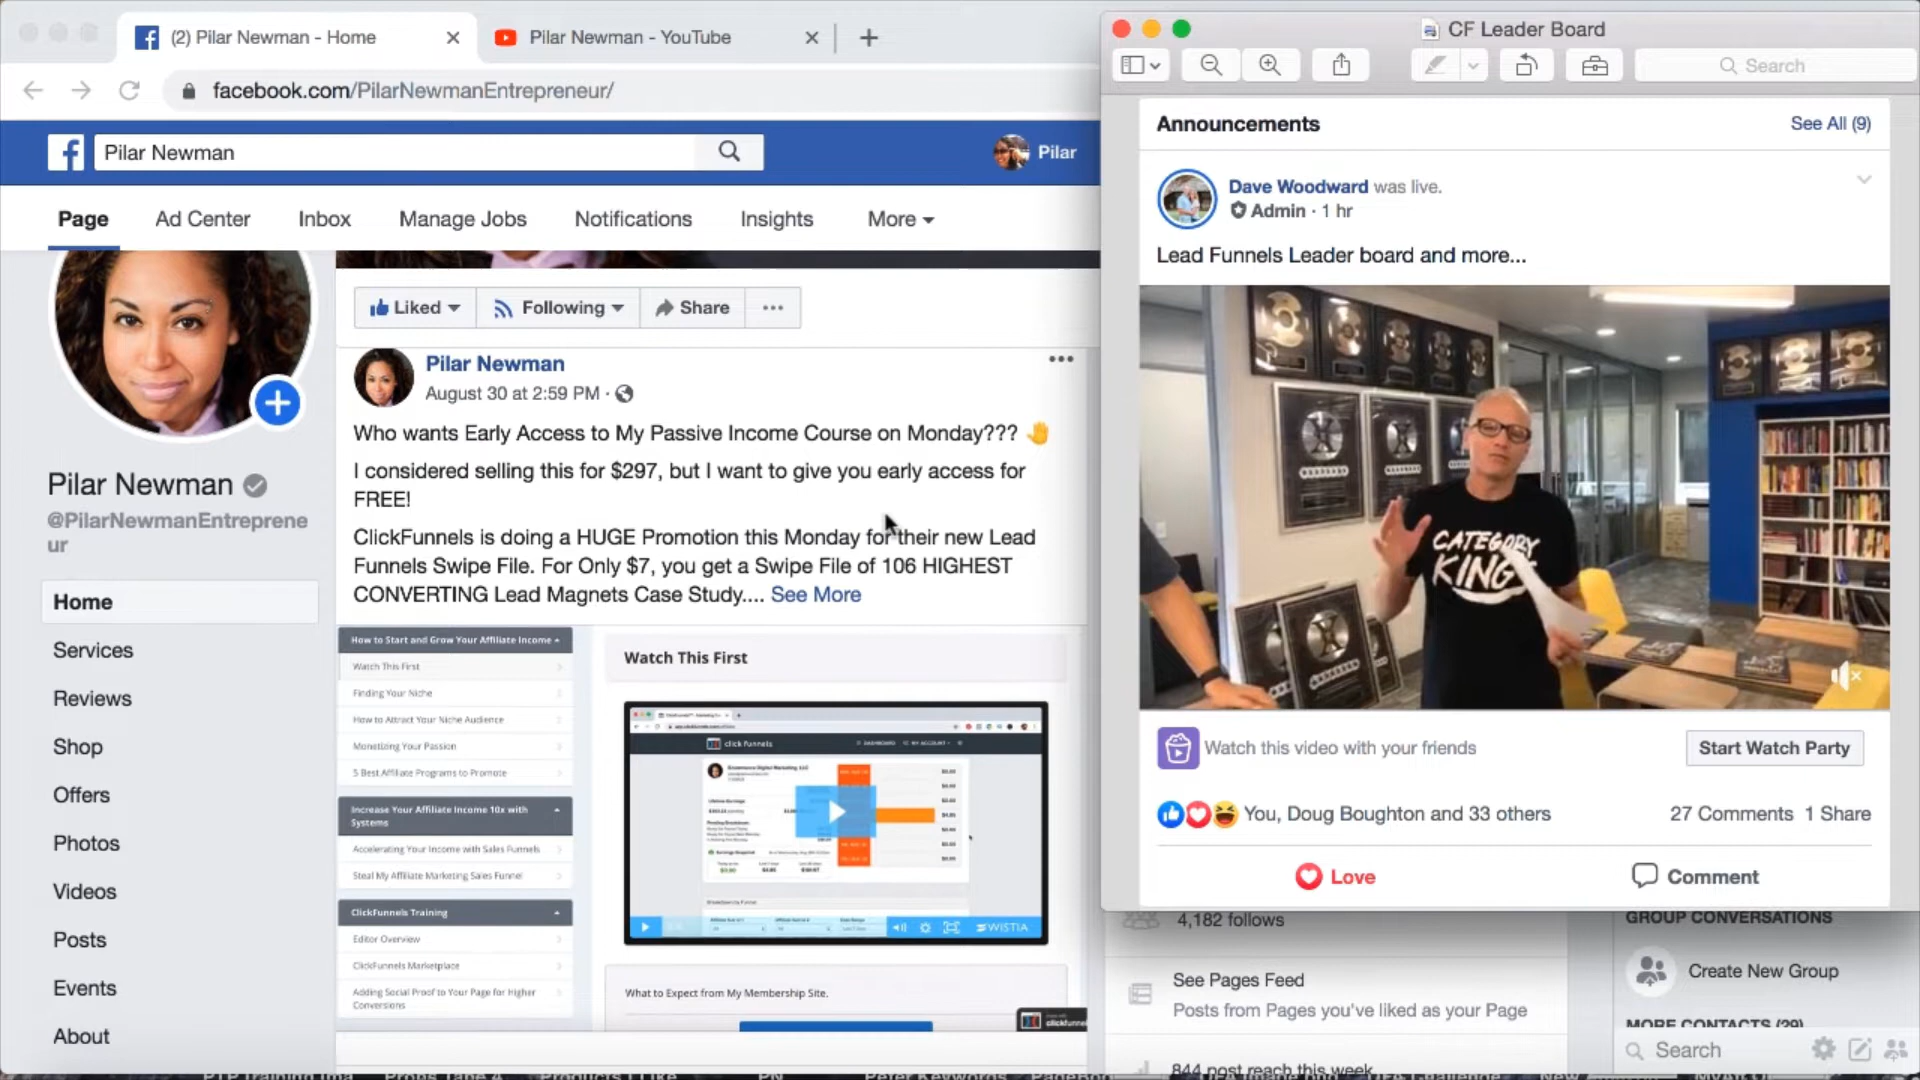 (2) Pilar Newman - Home
Pilar Newman - YouTube
facebook.com/PilarNewmanEntrepreneur/
Pilar Newman
Pilar
Page Ad Center Inbox Manage Jobs Notifications Insights More
Pilar Newman
@PilarNewmanEntreprene
ur
Home
Services
Reviews
Shop
Offers
Photos
Videos
Posts
Events
About
Liked Following Share
Pilar Newman
August 30 at 2:59 PM ·
Who wants Early Access to My Passive Income Course on Monday??? 🤚
I considered selling this for $297, but I want to give you early access for
FREE!
ClickFunnels is doing a HUGE Promotion this Monday for their new Lead
Funnels Swipe File. For Only $7, you get a Swipe File of 106 HIGHEST
CONVERTING Lead Magnets Case Study.... See More
How to Start and Grow Your Affiliate Income
Watch This First
Finding Your Niche
How to Attract Your Niche Audience
Monetizing Your Passion
5 Best Affiliate Programs to Promote
Increase Your Affiliate Income 10x with
Systems
Accelerating Your Income with Sales Funnels
Steal My Affiliate Marketing Sales Funnel
ClickFunnels Training
Editor Overview
ClickFunnels Marketplace
Adding Social Proof to Your Page for Higher
Conversions
Watch This First
click funnels
DASHBOARD MY ACCOUNT
WISTIA
What to Expect from My Membership Site.
CF Leader Board
Search
Announcements
See All (9)
Dave Woodward was live.
Admin · 1 hr
Lead Funnels Leader board and more...
CATEGORY
KINGS
Watch this video with your friends
Start Watch Party
You, Doug Boughton and 33 others
27 Comments 1 Share
Love
Comment
4,182 follows
See Pages Feed
Posts from Pages you've liked as your Page
844 post reach this week
GROUP CONVERSATIONS
Create New Group
MORE CONTACTS (29)
Search